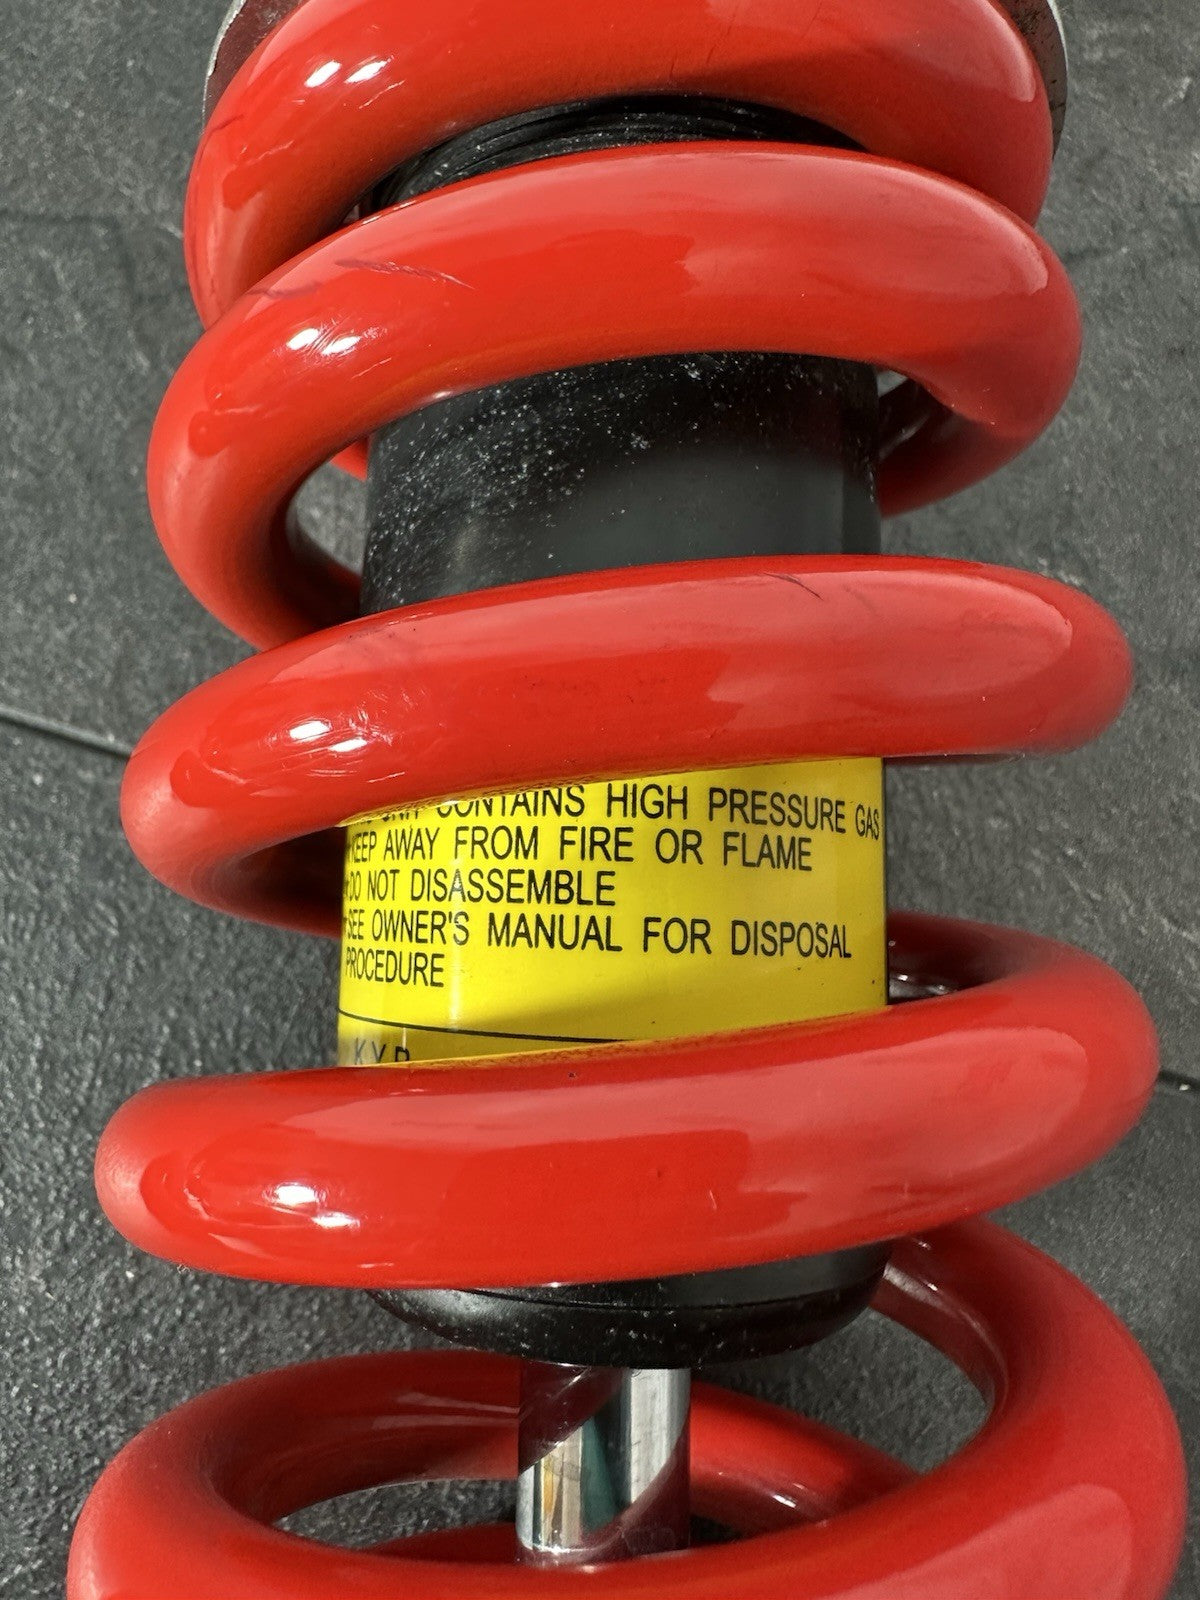 UNIT CONTAINS HIGH PRESSURE GAS
KEEP AWAY FROM FIRE OR FLAME
DO NOT DISASSEMBLE
SEE OWNER'S MANUAL FOR DISPOSAL
PROCEDURE